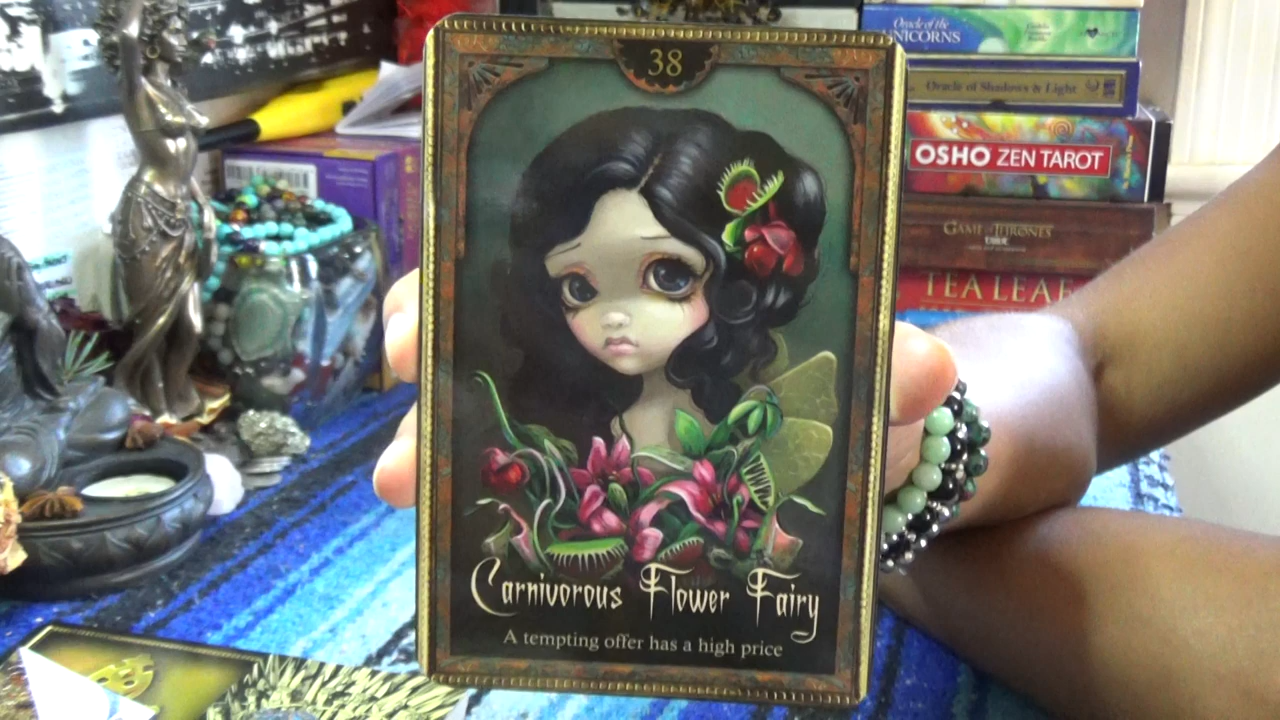 38
Carnivorous Flower Fairy
A tempting offer has a high price
Oracle of the
UNICORNS
Oracle of Shadows & Light
OSHO ZEN TAROT
GAME OF THRONES
TEA LEAF